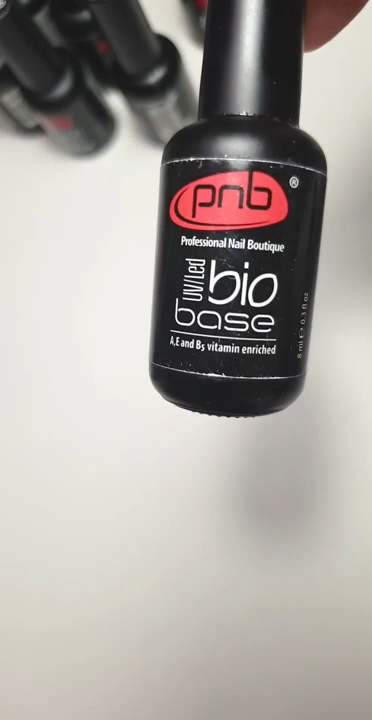 pnb®
Professional Nail Boutique
UV/Led
bio
base
A,E and B5 vitamin enriched
8 ml ℮ 0.3 fl oz